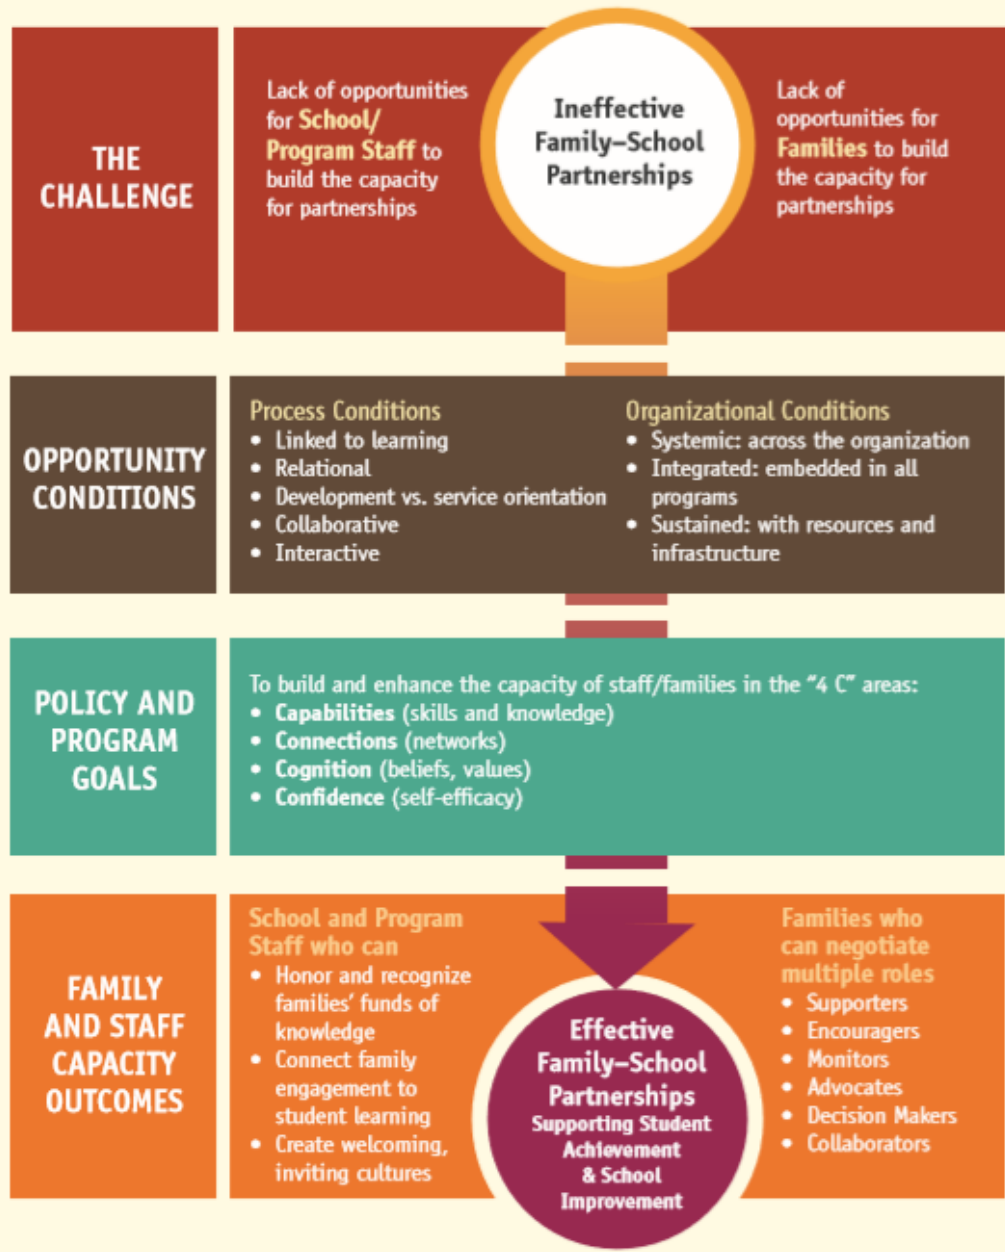 THE
CHALLENGE
Lack of opportunities
for School/
Program Staff to
build the capacity
for partnerships
Ineffective
Family–School
Partnerships
Lack of
opportunities for
Families to build
the capacity for
partnerships
OPPORTUNITY
CONDITIONS
Process Conditions
• Linked to learning
• Relational
• Development vs. service orientation
• Collaborative
• Interactive
Organizational Conditions
• Systemic: across the organization
• Integrated: embedded in all
programs
• Sustained: with resources and
infrastructure
POLICY AND
PROGRAM
GOALS
To build and enhance the capacity of staff/families in the “4 C” areas:
• Capabilities (skills and knowledge)
• Connections (networks)
• Cognition (beliefs, values)
• Confidence (self-efficacy)
FAMILY
AND STAFF
CAPACITY
OUTCOMES
School and Program
Staff who can
• Honor and recognize
families’ funds of
knowledge
• Connect family
engagement to
student learning
• Create welcoming,
inviting cultures
Effective
Family–School
Partnerships
Supporting Student
Achievement
& School
Improvement
Families who
can negotiate
multiple roles
• Supporters
• Encouragers
• Monitors
• Advocates
• Decision Makers
• Collaborators